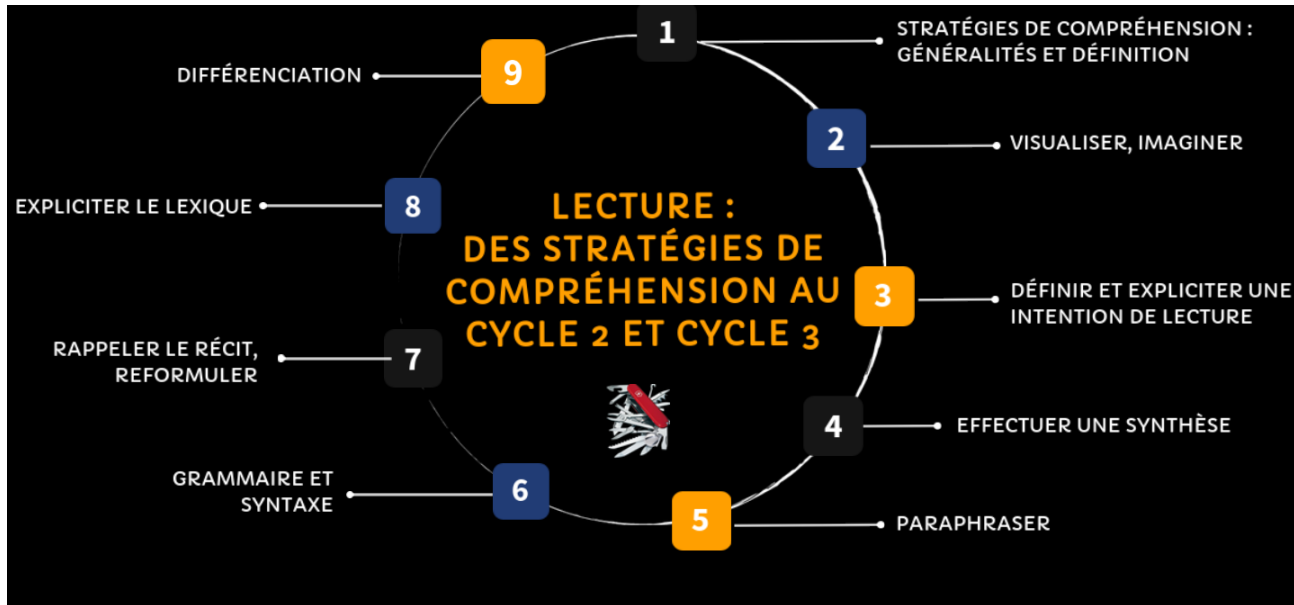 1
STRATÉGIES DE COMPRÉHENSION :
GÉNÉRALITÉS ET DÉFINITION
2
VISUALISER, IMAGINER
3
DÉFINIR ET EXPLICITER UNE
INTENTION DE LECTURE
4
EFFECTUER UNE SYNTHÈSE
5
PARAPHRASER
6
GRAMMAIRE ET
SYNTAXE
7
RAPPELER LE RÉCIT,
REFORMULER
8
EXPLICITER LE LEXIQUE
9
DIFFÉRENCIATION
LECTURE :
DES STRATÉGIES DE
COMPRÉHENSION AU
CYCLE 2 ET CYCLE 3